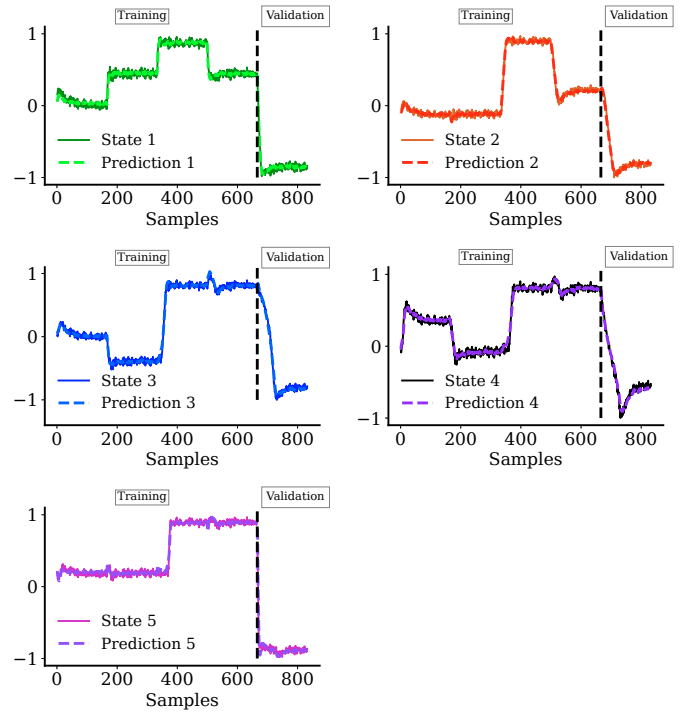 Training Validation
1
0
−1
State 1
Prediction 1
0 200 400 600 800
Samples
Training Validation
1
0
−1
State 2
Prediction 2
0 200 400 600 800
Samples
Training Validation
1
0
−1
State 3
Prediction 3
0 200 400 600 800
Samples
Training Validation
1
0
−1
State 4
Prediction 4
0 200 400 600 800
Samples
Training Validation
1
0
−1
State 5
Prediction 5
0 200 400 600 800
Samples